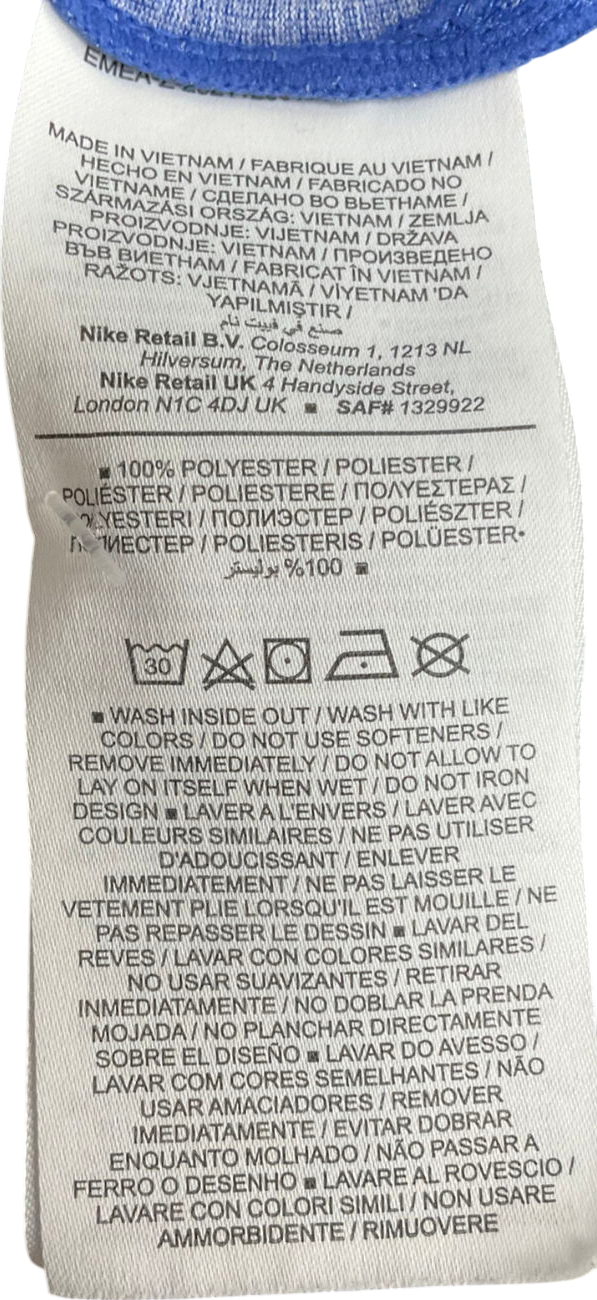 MADE IN VIETNAM / FABRIQUE AU VIETNAM /
HECHO EN VIETNAM / FABRICADO NO
VIETNAME / СДЕЛАНО ВО ВЬЕТНАМЕ /
SZÁRMAZÁSI ORSZÁG: VIETNAM / ZEMLJA
PROIZVODNJE: VIJETNAM / DRŽAVA
PROIZVODNJE: VIETNAM / ПРОИЗВЕДЕНО
ВЪВ ВИЕТНАМ / FABRICAT ÎN VIETNAM /
RAŽOTS: VJETNAMĀ / VİYETNAM 'DA
YAPILMIŞTIR /
صنع في فييت نام
Nike Retail B.V. Colosseum 1, 1213 NL
Hilversum, The Netherlands
Nike Retail UK 4 Handyside Street,
London N1C 4DJ UK ■ SAF# 1329922
■ 100% POLYESTER / POLIESTER /
POLIÉSTER / POLIESTERE / ΠΟΛΥΕΣΤΕΡΑΣ /
/ ПОЛИЭСТЕР / POLIÉSZTER /
/ POLIESTERIS / POLÜESTER•
100% بوليستر ■
30
■ WASH INSIDE OUT / WASH WITH LIKE
COLORS / DO NOT USE SOFTENERS /
REMOVE IMMEDIATELY / DO NOT ALLOW TO
LAY ON ITSELF WHEN WET / DO NOT IRON
DESIGN ■ LAVER A L'ENVERS / LAVER AVEC
COULEURS SIMILAIRES / NE PAS UTILISER
D'ADOUCISSANT / ENLEVER
IMMEDIATEMENT / NE PAS LAISSER LE
VETEMENT PLIE LORSQU'IL EST MOUILLE / NE
PAS REPASSER LE DESSIN ■ LAVAR DEL
REVES / LAVAR CON COLORES SIMILARES /
NO USAR SUAVIZANTES / RETIRAR
INMEDIATAMENTE / NO DOBLAR LA PRENDA
MOJADA / NO PLANCHAR DIRECTAMENTE
SOBRE EL DISEÑO ■ LAVAR DO AVESSO /
LAVAR COM CORES SEMELHANTES / NÃO
USAR AMACIADORES / REMOVER
IMEDIATAMENTE / EVITAR DOBRAR
ENQUANTO MOLHADO / NÃO PASSAR A
FERRO O DESENHO ■ LAVARE AL ROVESCIO /
LAVARE CON COLORI SIMILI / NON USARE
AMMORBIDENTE / RIMUOVERE